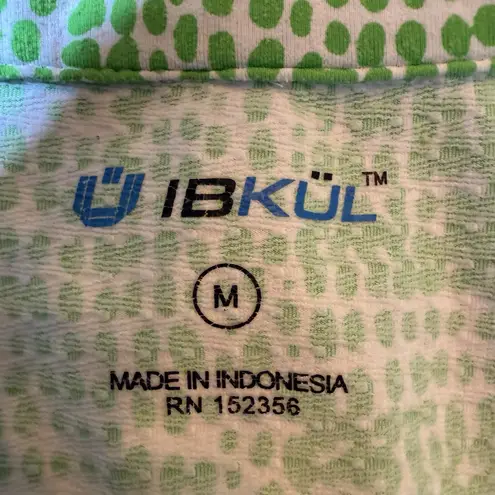 Ü IBKÜL™
M
MADE IN INDONESIA
RN 152356